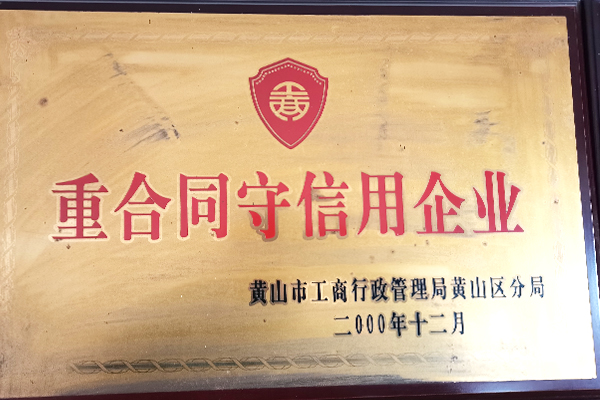 重合同守信用企业
黄山市工商行政管理局黄山区分局
二000年十二月